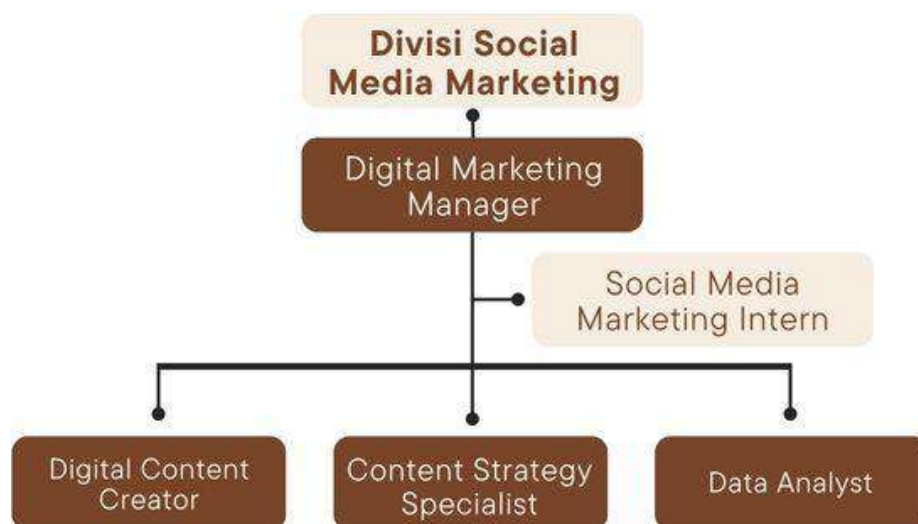 Divisi Social
Media Marketing
Digital Marketing
Manager
Social Media
Marketing Intern
Digital Content
Creator
Content Strategy
Specialist
Data Analyst